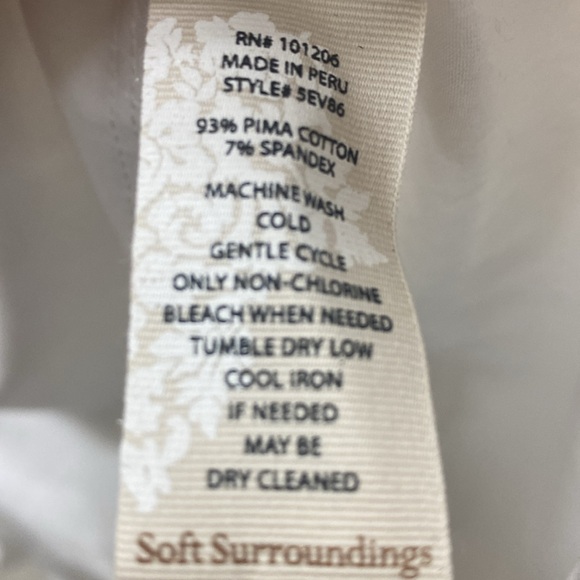 RN# 101206
MADE IN PERU
STYLE# 5EV86
93% PIMA COTTON
7% SPANDEX
MACHINE WASH
COLD
GENTLE CYCLE
ONLY NON-CHLORINE
BLEACH WHEN NEEDED
TUMBLE DRY LOW
COOL IRON
IF NEEDED
MAY BE
DRY CLEANED
Soft Surroundings